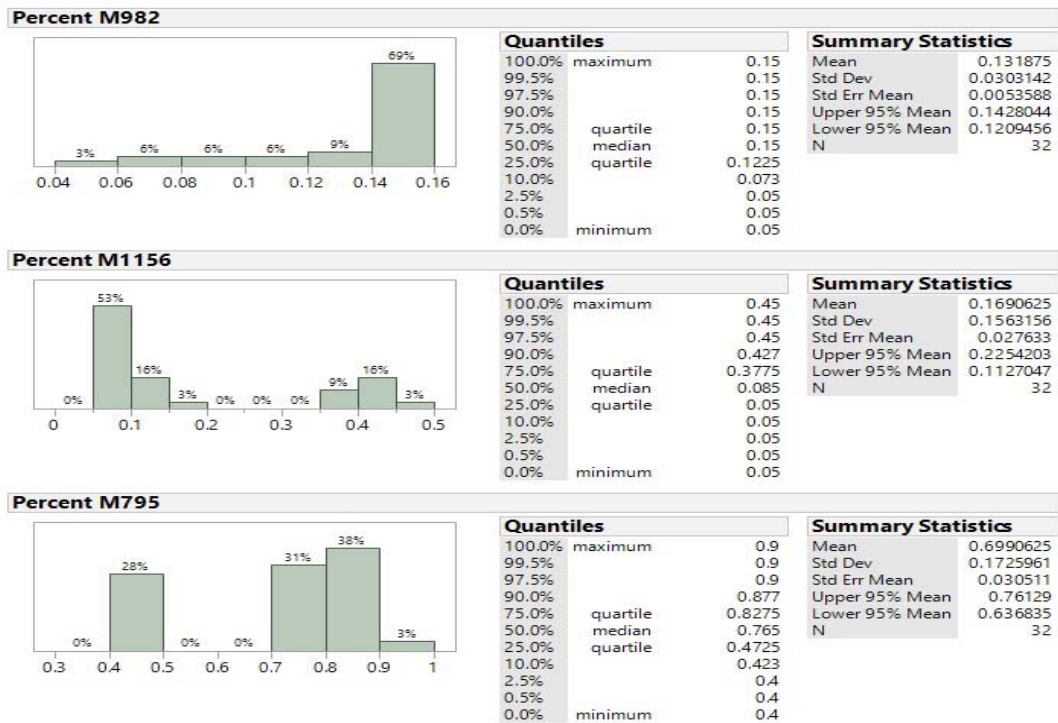 Percent M982
3% 6% 6% 6% 9% 69%
0.04 0.06 0.08 0.1 0.12 0.14 0.16
Quantiles
100.0% maximum 0.15
99.5% 0.15
97.5% 0.15
90.0% 0.15
75.0% quartile 0.15
50.0% median 0.15
25.0% quartile 0.1225
10.0% 0.073
2.5% 0.05
0.5% 0.05
0.0% minimum 0.05
Summary Statistics
Mean 0.131875
Std Dev 0.0303142
Std Err Mean 0.0053588
Upper 95% Mean 0.1428044
Lower 95% Mean 0.1209456
N 32
Percent M1156
0% 53% 16% 3% 0% 0% 0% 9% 16% 3%
0 0.1 0.2 0.3 0.4 0.5
Quantiles
100.0% maximum 0.45
99.5% 0.45
97.5% 0.45
90.0% 0.427
75.0% quartile 0.3775
50.0% median 0.085
25.0% quartile 0.05
10.0% 0.05
2.5% 0.05
0.5% 0.05
0.0% minimum 0.05
Summary Statistics
Mean 0.1690625
Std Dev 0.1563156
Std Err Mean 0.027633
Upper 95% Mean 0.2254203
Lower 95% Mean 0.1127047
N 32
Percent M795
0% 28% 0% 0% 31% 38% 3%
0.3 0.4 0.5 0.6 0.7 0.8 0.9 1
Quantiles
100.0% maximum 0.9
99.5% 0.9
97.5% 0.9
90.0% 0.877
75.0% quartile 0.8275
50.0% median 0.765
25.0% quartile 0.4725
10.0% 0.423
2.5% 0.4
0.5% 0.4
0.0% minimum 0.4
Summary Statistics
Mean 0.6990625
Std Dev 0.1725961
Std Err Mean 0.030511
Upper 95% Mean 0.76129
Lower 95% Mean 0.636835
N 32